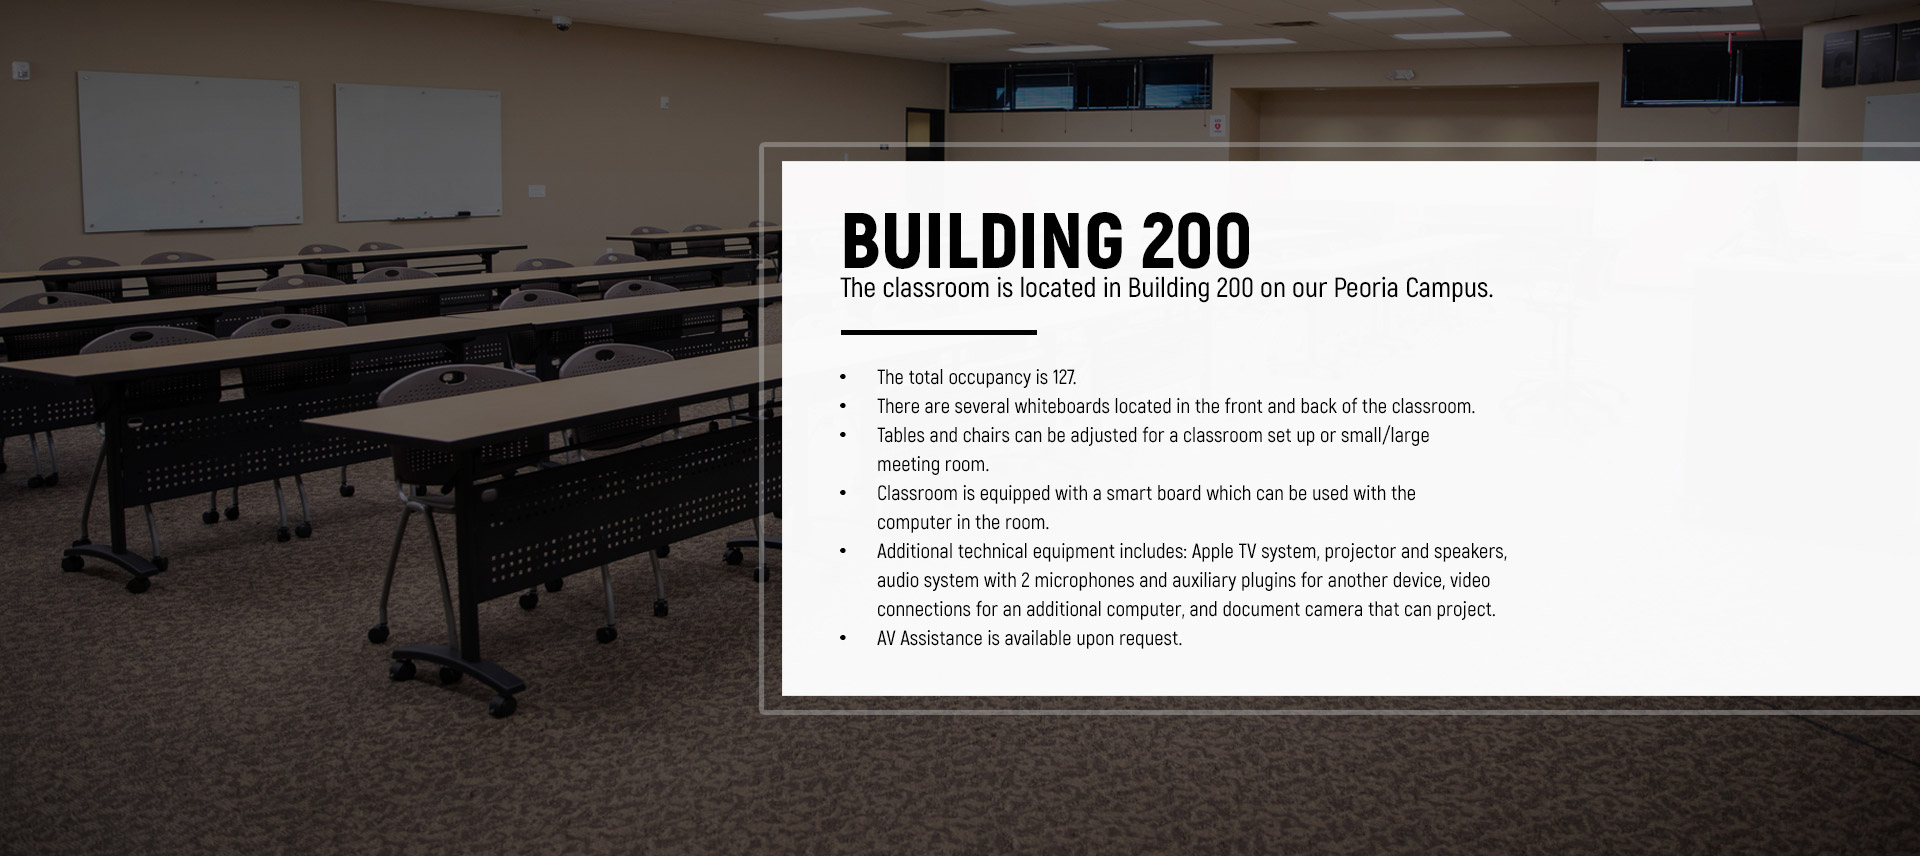 BUILDING 200
The classroom is located in Building 200 on our Peoria Campus.
• The total occupancy is 127.
• There are several whiteboards located in the front and back of the classroom.
• Tables and chairs can be adjusted for a classroom set up or small/large
meeting room.
• Classroom is equipped with a smart board which can be used with the
computer in the room.
• Additional technical equipment includes: Apple TV system, projector and speakers,
audio system with 2 microphones and auxiliary plugins for another device, video
connections for an additional computer, and document camera that can project.
• AV Assistance is available upon request.